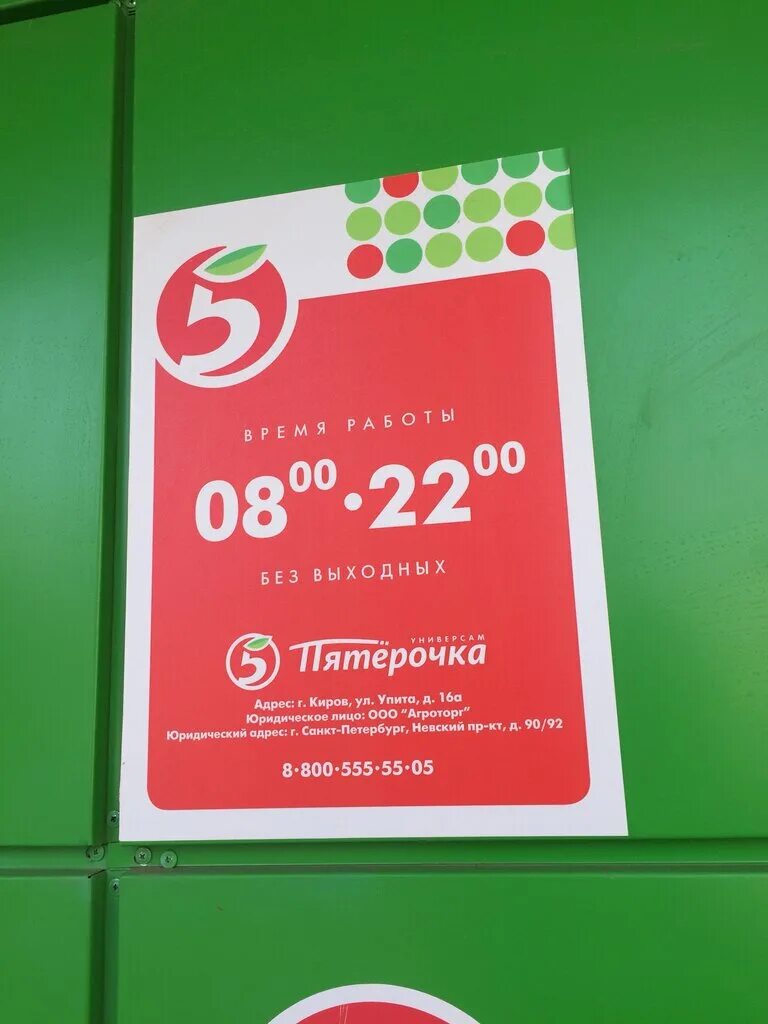 5
ВРЕМЯ РАБОТЫ
08⁰⁰·22⁰⁰
БЕЗ ВЫХОДНЫХ
УНИВЕРСАМ
5 Пятёрочка
Адрес: г. Киров, ул. Упита, д. 16а
Юридическое лицо: ООО "Агроторг"
Юридический адрес: г. Санкт-Петербург, Невский пр-кт, д. 90/92
8·800·555·55·05